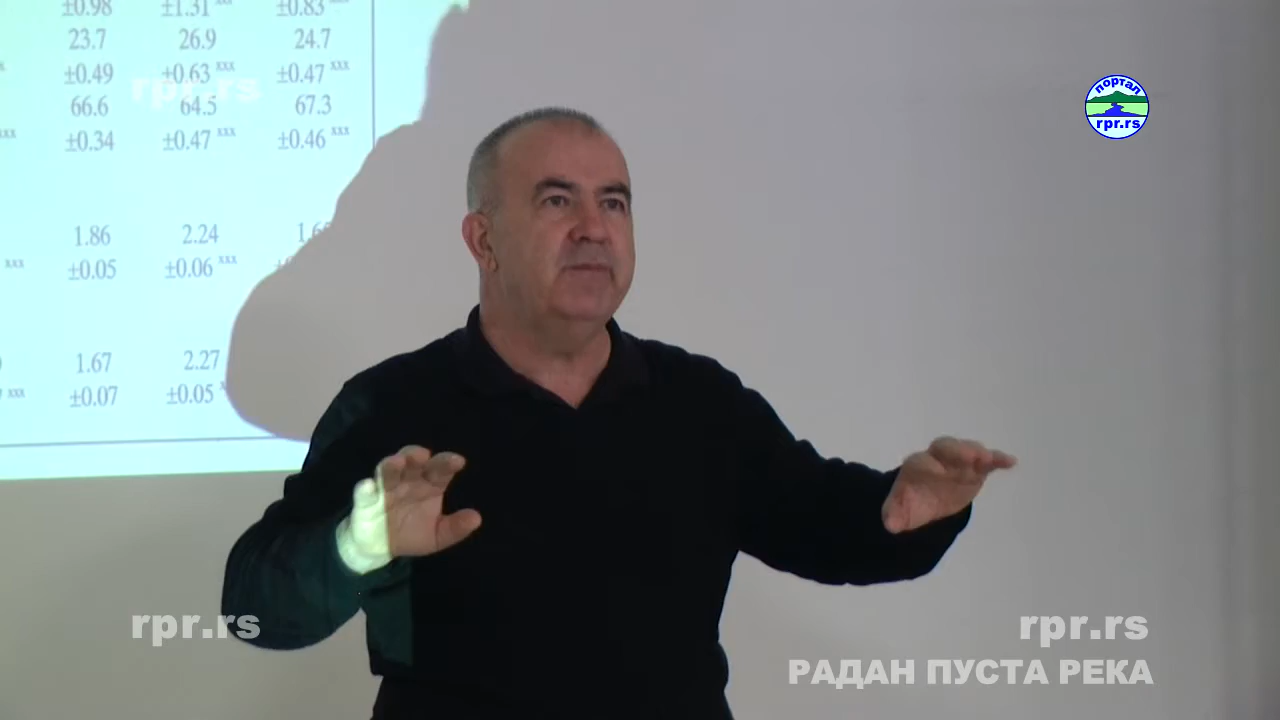 ±0.98 ±1.31 xxx ±0.83
23.7 26.9 24.7
±0.49 ±0.63 xxx ±0.47 xxx
66.6 64.5 67.3
xxx ±0.34 ±0.47 xxx ±0.46 xxx
1.86 2.24
xxx ±0.05 ±0.06 xxx
1.67 2.27
xxx ±0.07 ±0.05
rpr.rs
портал
rpr.rs
rpr.rs
rpr.rs
РАДАН ПУСТА РЕКА